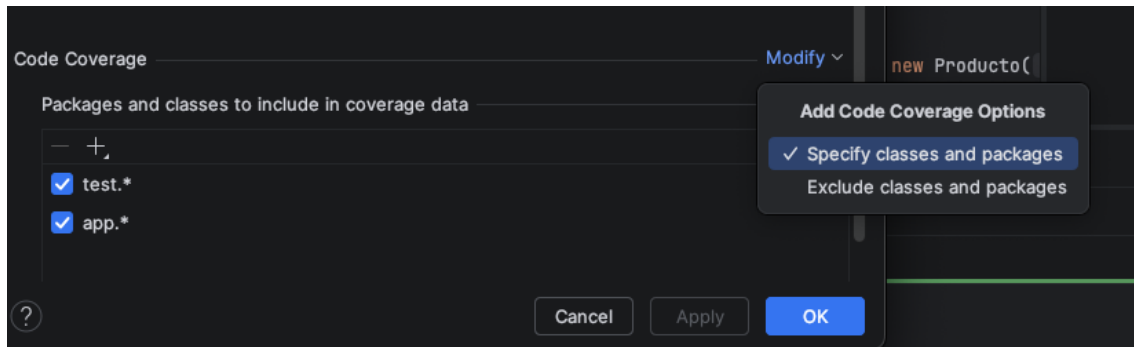 Code Coverage
Modify
new Producto(
Packages and classes to include in coverage data
Add Code Coverage Options
✓ Specify classes and packages
Exclude classes and packages
test.*
app.*
?
Cancel
Apply
OK